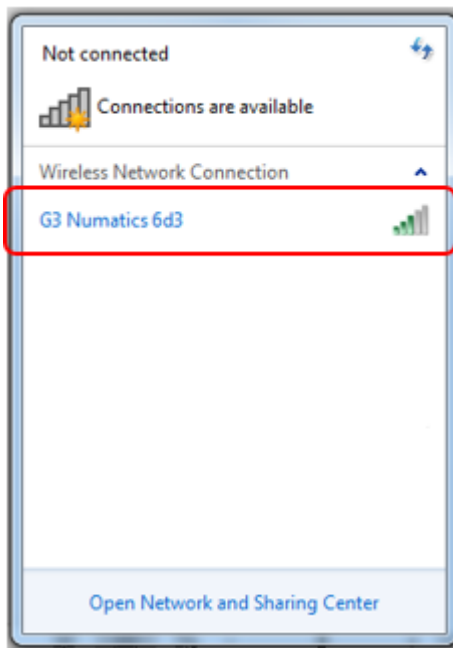 Not connected
Connections are available
Wireless Network Connection
G3 Numatics 6d3
Open Network and Sharing Center